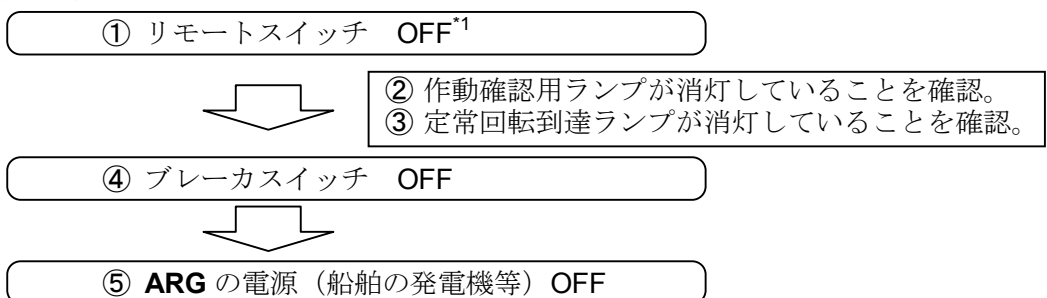 ① リモートスイッチ OFF*1
② 作動確認用ランプが消灯していることを確認。
③ 定常回転到達ランプが消灯していることを確認。
④ ブレーカスイッチ OFF
⑤ ARG の電源（船舶の発電機等）OFF